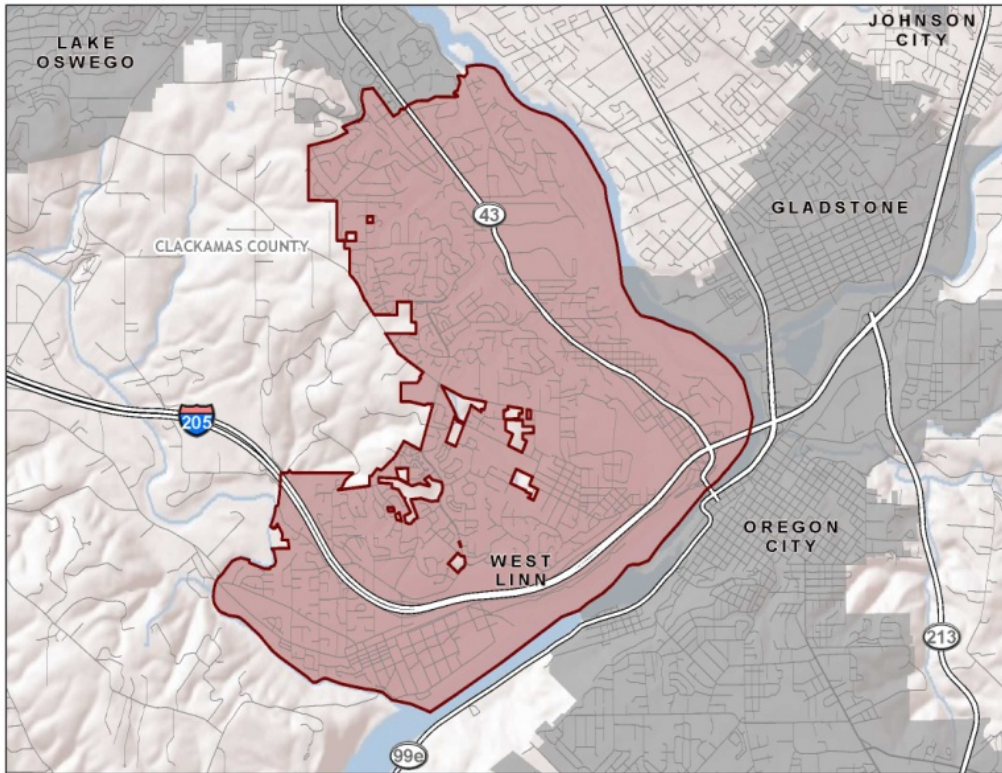 LAKE
OSWEGO
JOHNSON
CITY
43
GLADSTONE
CLACKAMAS COUNTY
205
OREGON
CITY
WEST
LINN
213
99e